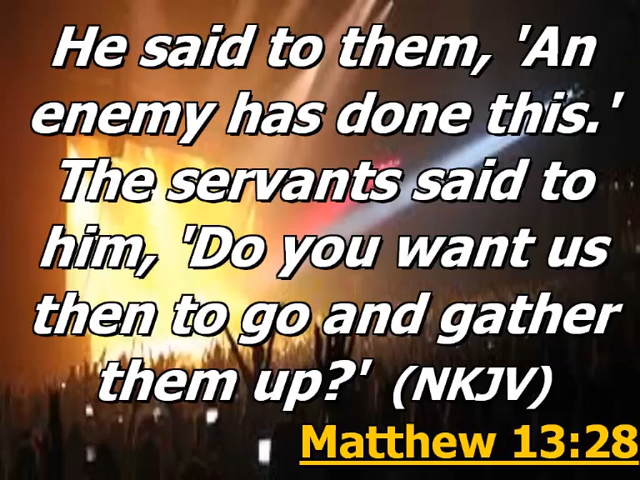 He said to them, 'An
enemy has done this.'
The servants said to
him, 'Do you want us
then to go and gather
them up?' (NKJV)
Matthew 13:28